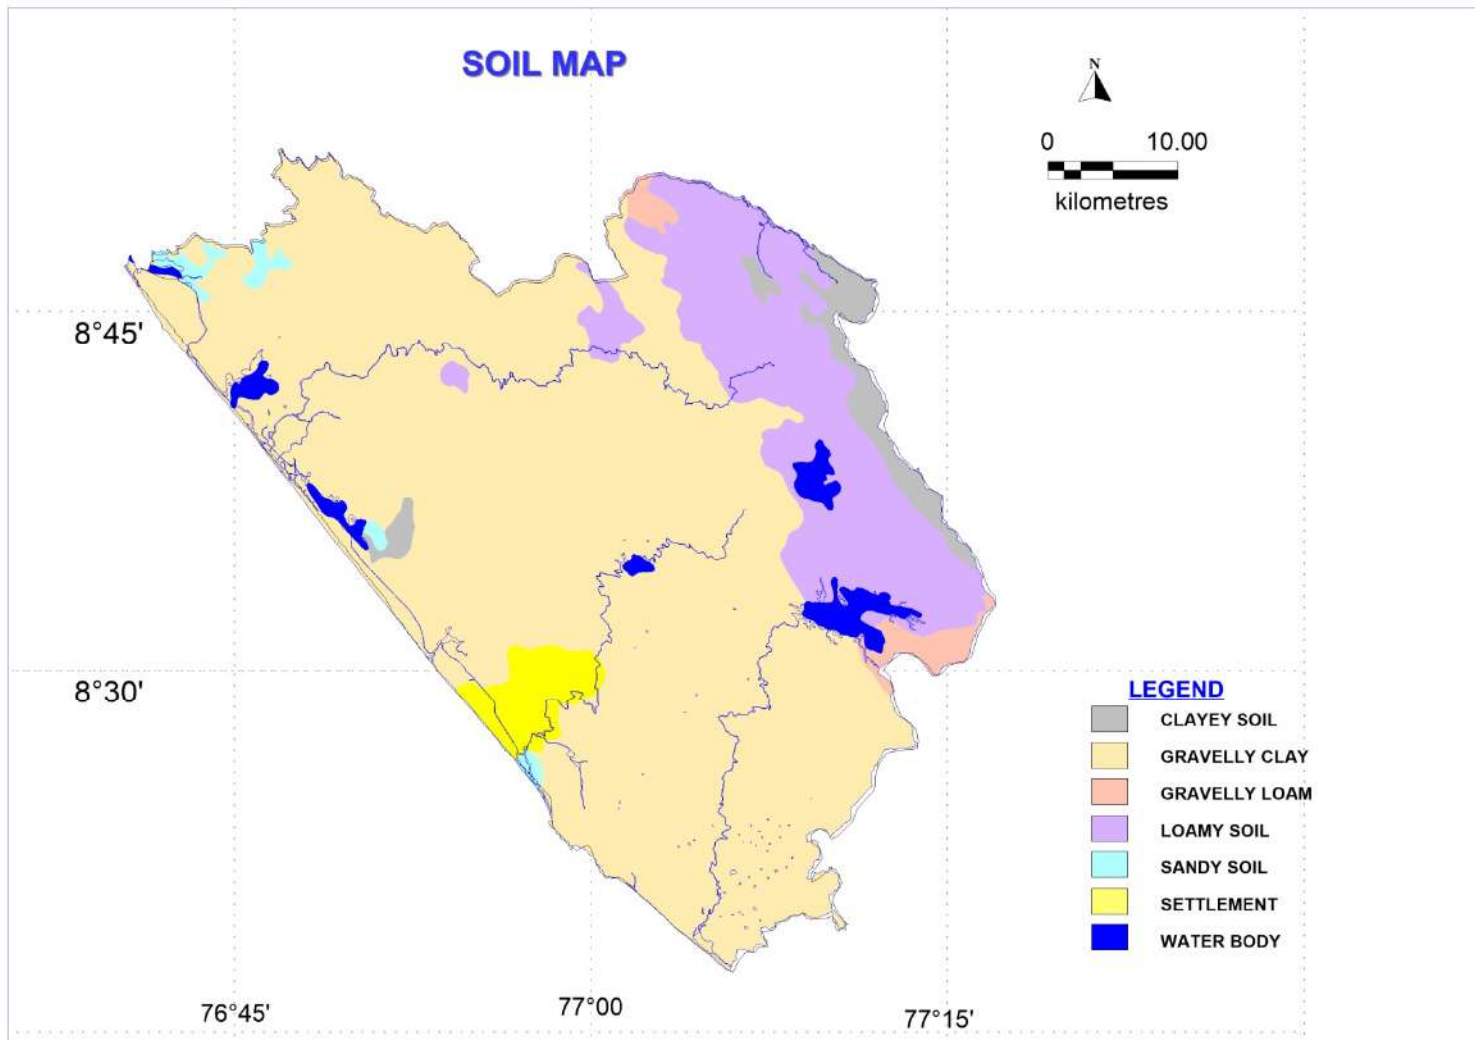 SOIL MAP
N
0 10.00
kilometres
8°45'
8°30'
LEGEND
CLAYEY SOIL
GRAVELLY CLAY
GRAVELLY LOAM
LOAMY SOIL
SANDY SOIL
SETTLEMENT
WATER BODY
76°45' 77°00 77°15'